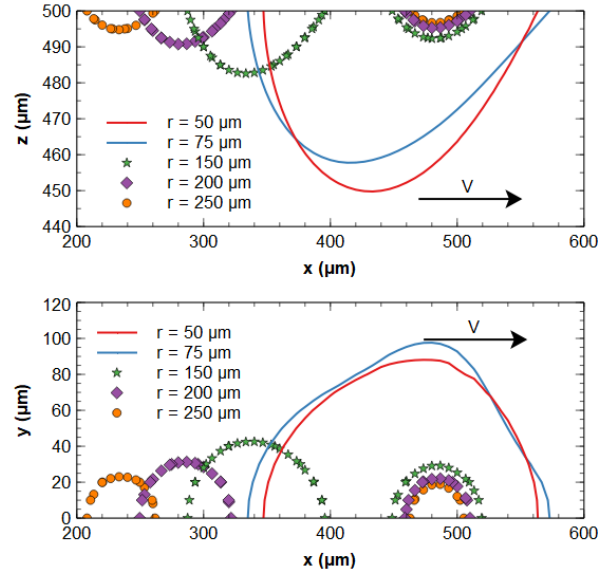 500
490
480
470
460
450
440
z (µm)
r = 50 µm
r = 75 µm
r = 150 µm
r = 200 µm
r = 250 µm
V
200 300 400 500 600
x (µm)
120
100
80
60
40
20
0
y (µm)
r = 50 µm
r = 75 µm
r = 150 µm
r = 200 µm
r = 250 µm
V
200 300 400 500 600
x (µm)